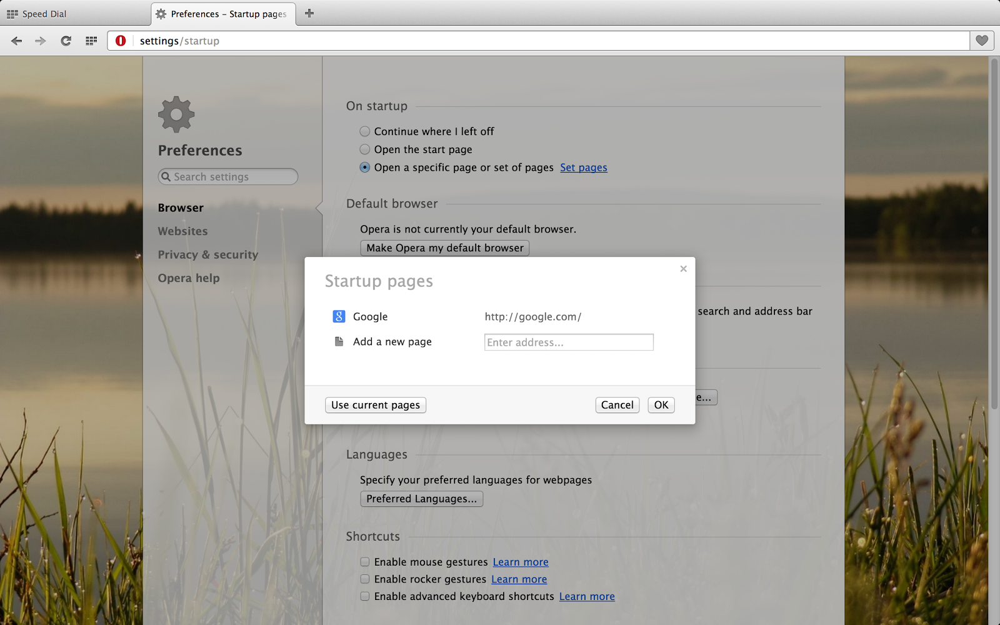 Speed Dial
Preferences – Startup pages
settings/startup
Preferences
Search settings
Browser
Websites
Privacy & security
Opera help
On startup
Continue where I left off
Open the start page
Open a specific page or set of pages Set pages
Default browser
Opera is not currently your default browser.
Make Opera my default browser
search and address bar
Startup pages
Google http://google.com/
Add a new page Enter address...
Use current pages Cancel OK
e...
Languages
Specify your preferred languages for webpages
Preferred Languages...
Shortcuts
Enable mouse gestures Learn more
Enable rocker gestures Learn more
Enable advanced keyboard shortcuts Learn more